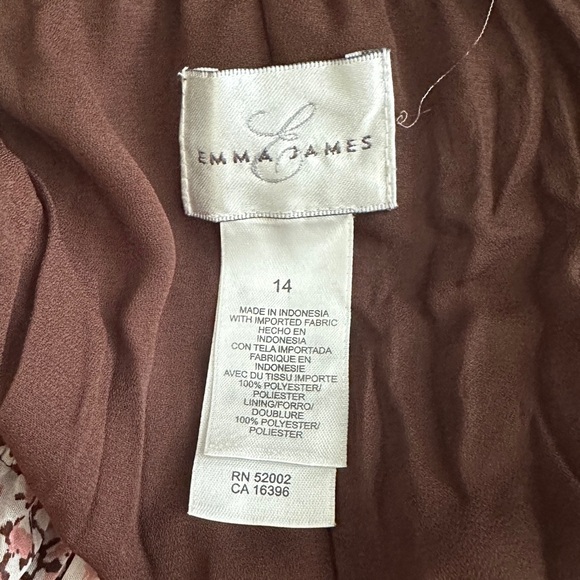 E
EMMA JAMES
14
MADE IN INDONESIA
WITH IMPORTED FABRIC
HECHO EN
INDONESIA
CON TELA IMPORTADA
FABRIQUE EN
INDONESIE
AVEC DU TISSU IMPORTE
100% POLYESTER/
POLIESTER
LINING/FORRO/
DOUBLURE
100% POLYESTER/
POLIESTER
RN 52002
CA 16396